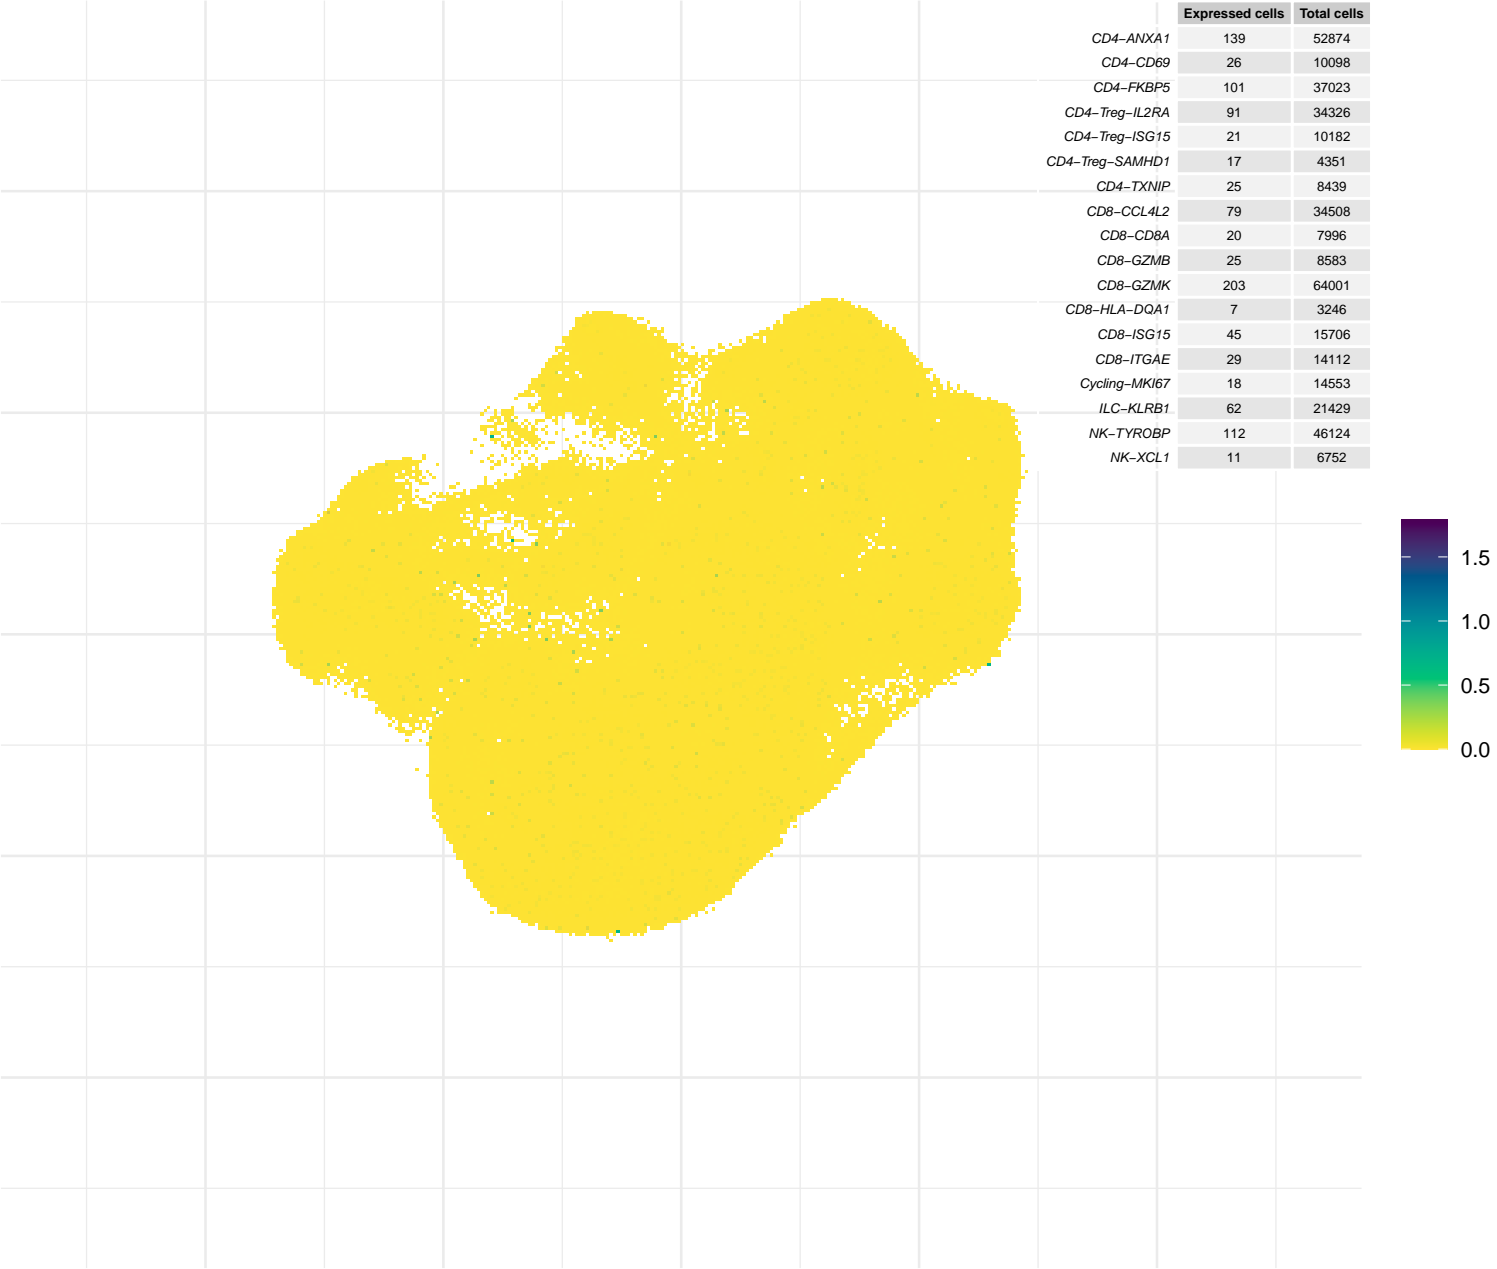 Expressed cells Total cells
CD4−ANXA1 139 52874
CD4−CD69 26 10098
CD4−FKBP5 101 37023
CD4−Treg−IL2RA 91 34326
CD4−Treg−ISG15 21 10182
CD4−Treg−SAMHD1 17 4351
CD4−TXNIP 25 8439
CD8−CCL4L2 79 34508
CD8−CD8A 20 7996
CD8−GZMB 25 8583
CD8−GZMK 203 64001
CD8−HLA−DQA1 7 3246
CD8−ISG15 45 15706
CD8−ITGAE 29 14112
Cycling−MKI67 18 14553
ILC−KLRB1 62 21429
NK−TYROBP 112 46124
NK−XCL1 11 6752
1.5
1.0
0.5
0.0